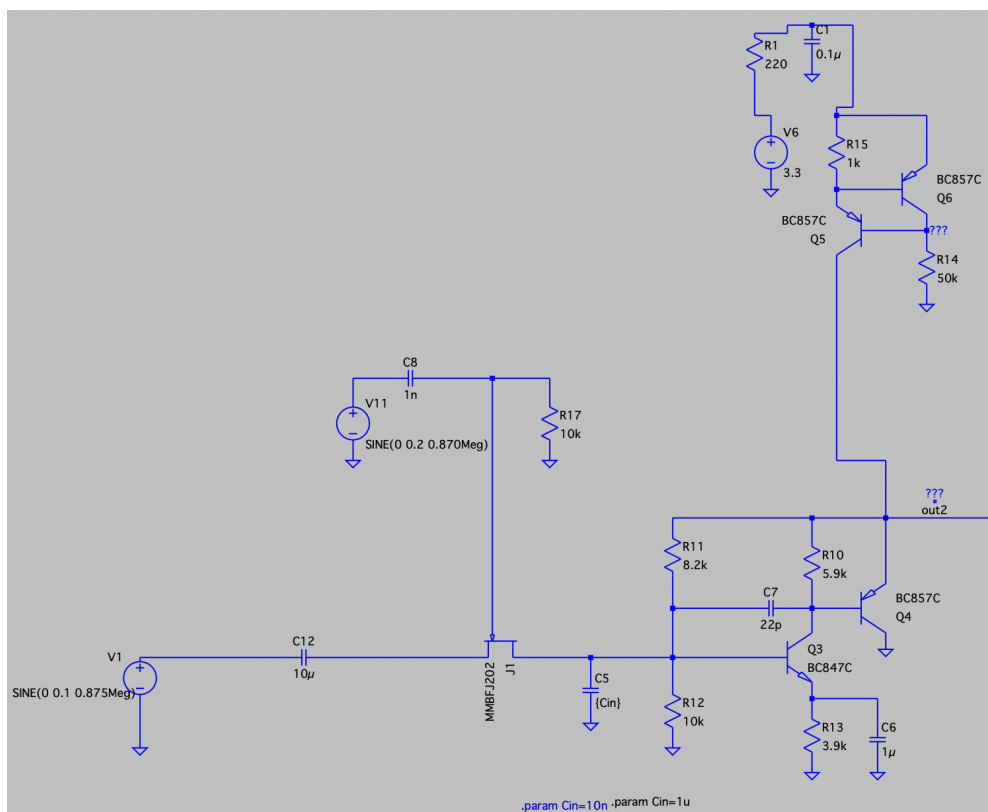 C1
0.1µ
R1
220
V6
3.3
R15
1k
BC857C
Q6
BC857C
Q5
???
R14
50k
C8
1n
V11
SINE(0 0.2 0.870Meg)
R17
10k
???
out2
R11
8.2k
R10
5.9k
C7
22p
BC857C
Q4
C12
10µ
V1
SINE(0 0.1 0.875Meg)
MMBFJ202
J1
C5
{Cin}
Q3
BC847C
R12
10k
R13
3.9k
C6
1µ
.param Cin=10n .param Cin=1u